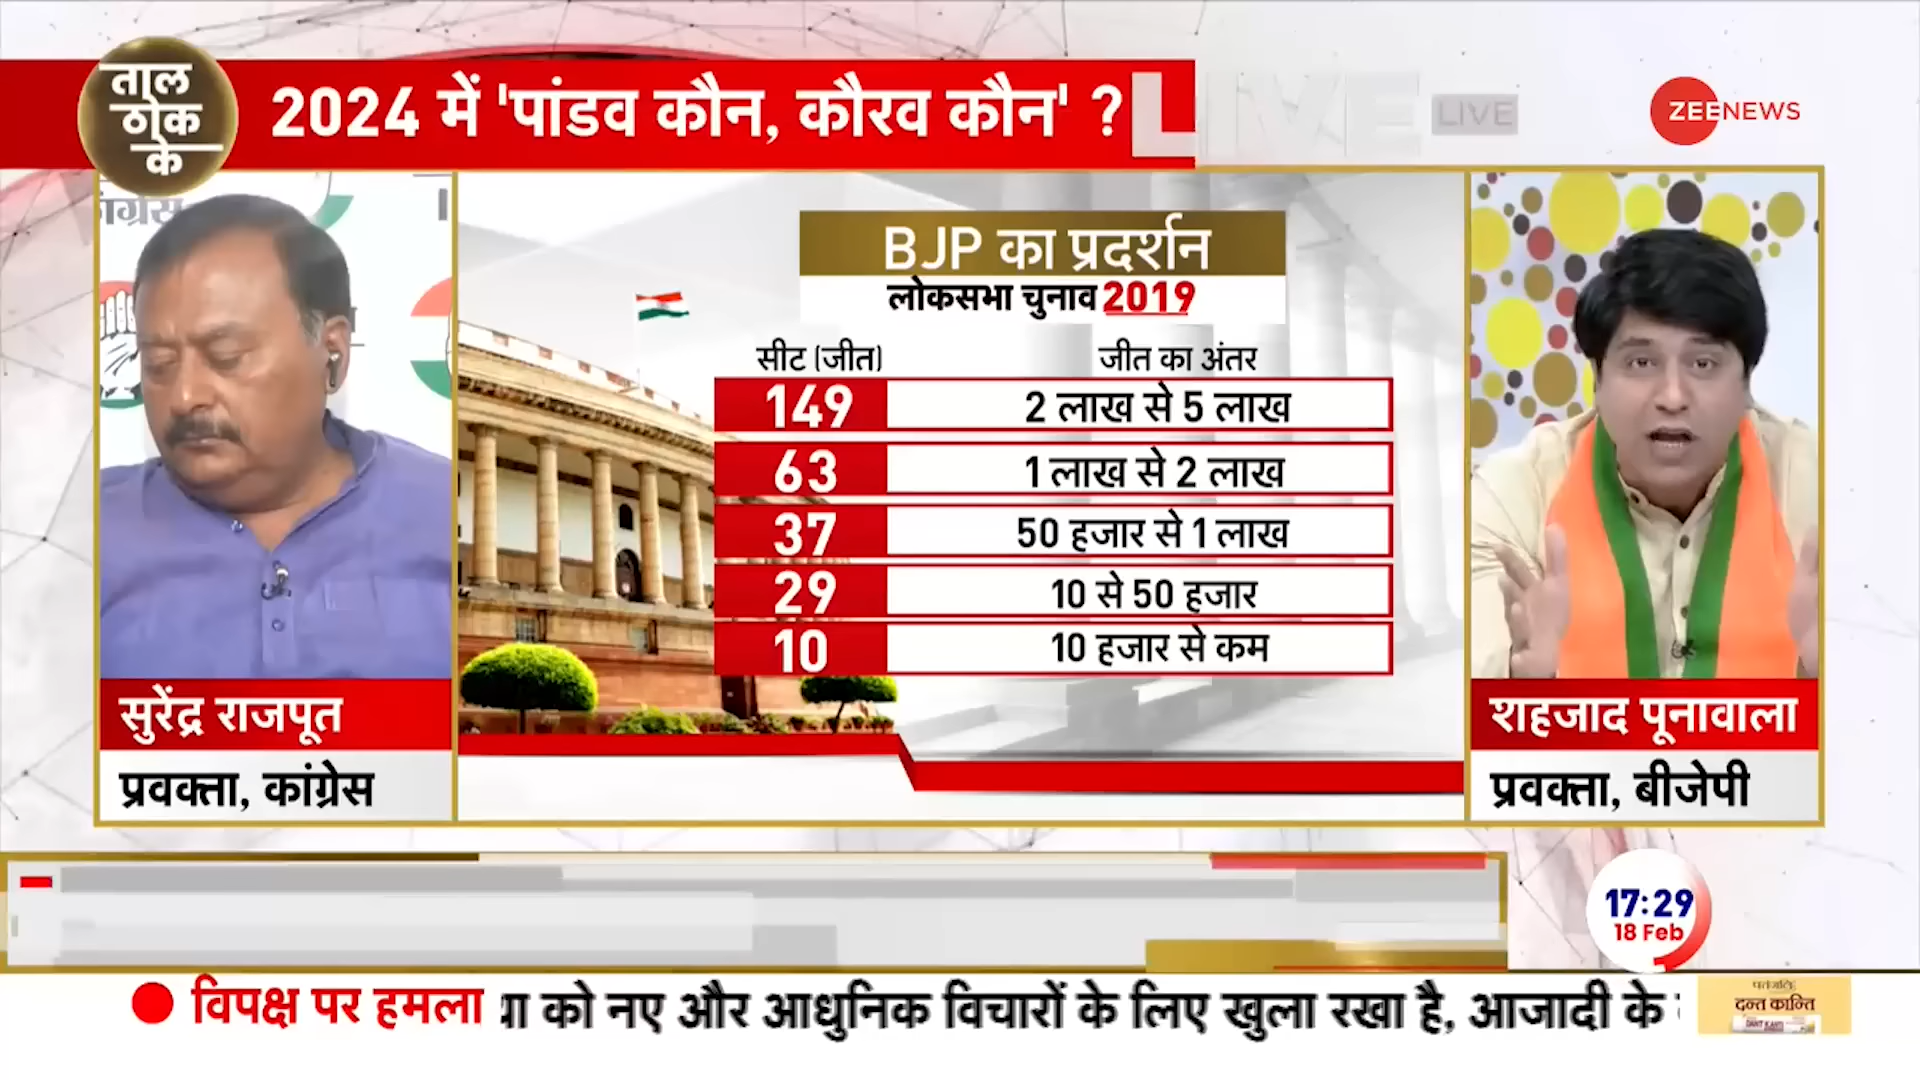 ताल
ठोक
के
2024 में 'पांडव कौन, कौरव कौन' ?
LIVE
ZEENEWS
BJP का प्रदर्शन
लोकसभा चुनाव 2019
सीट (जीत) जीत का अंतर
149 2 लाख से 5 लाख
63 1 लाख से 2 लाख
37 50 हजार से 1 लाख
29 10 से 50 हजार
10 10 हजार से कम
सुरेंद्र राजपूत
प्रवक्ता, कांग्रेस
शहजाद पूनावाला
प्रवक्ता, बीजेपी
17:29
18 Feb
विपक्ष पर हमला
को नए और आधुनिक विचारों के लिए खुला रखा है, आजादी के
पतंजलि
दन्त कान्ति